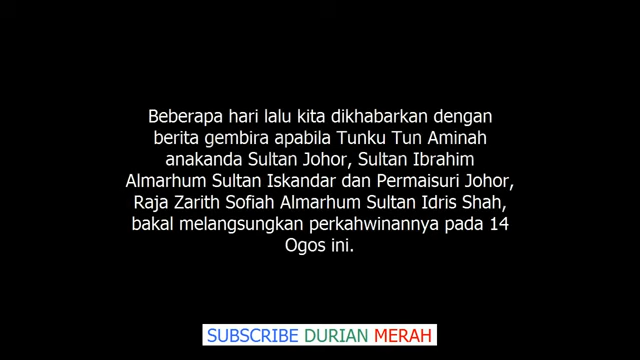 Beberapa hari lalu kita dikhabarkan dengan
berita gembira apabila Tunku Tun Aminah
anakanda Sultan Johor, Sultan Ibrahim
Almarhum Sultan Iskandar dan Permaisuri Johor,
Raja Zarith Sofiah Almarhum Sultan Idris Shah,
bakal melangsungkan perkahwinannya pada 14
Ogos ini.
SUBSCRIBE DURIAN MERAH